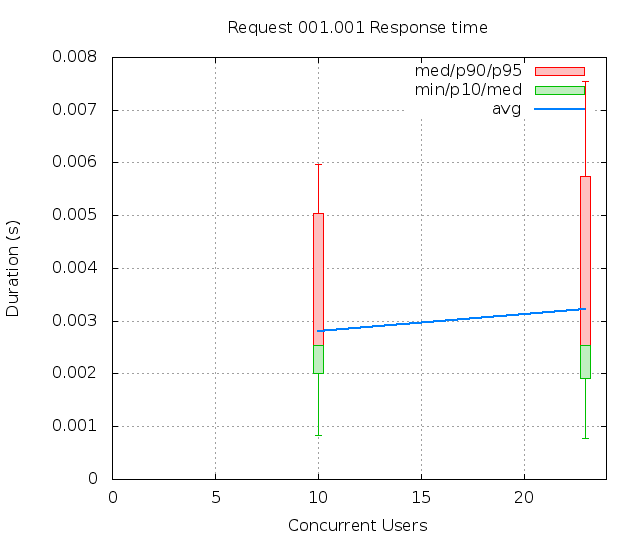 Request 001.001 Response time
0.008
0.007
0.006
0.005
0.004
0.003
0.002
0.001
0
Duration (s)
med/p90/p95
min/p10/med
avg
0 5 10 15 20
Concurrent Users